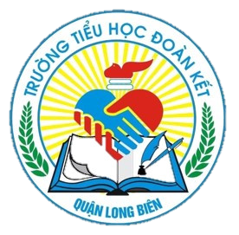 TRƯỜNG TIỂU HỌC ĐOÀN KẾT
QUẬN LONG BIÊN